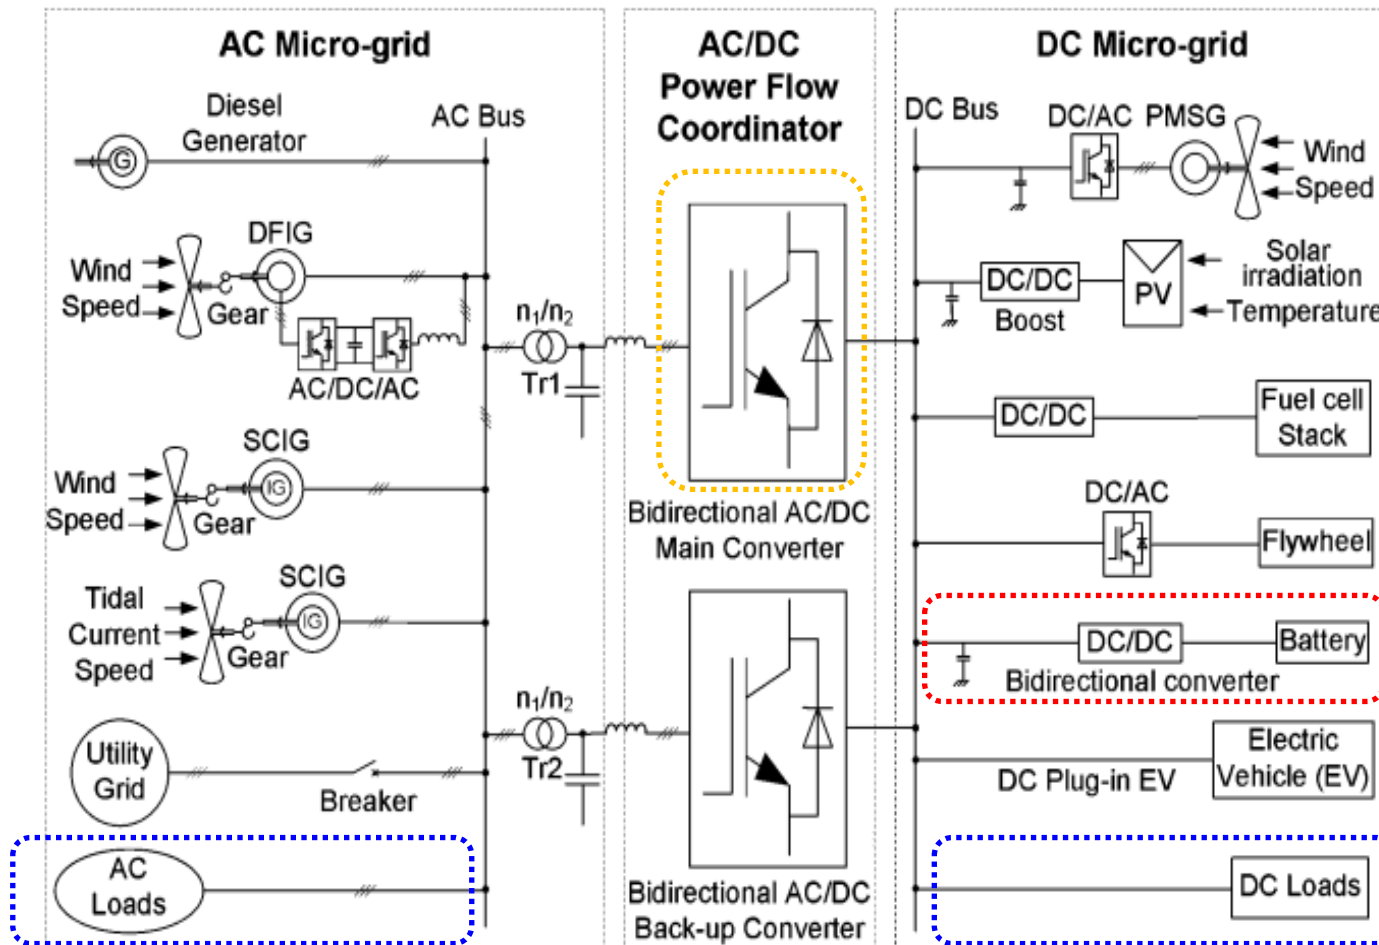 AC Micro-grid
Diesel
Generator
AC Bus
G
DFIG
Wind
Speed
Gear
AC/DC/AC
SCIG
Wind
Speed
IG
Gear
SCIG
Tidal
Current
Speed
IG
Gear
Utility
Grid
Breaker
AC
Loads
n₁/n₂
Tr1
n₁/n₂
Tr2
AC/DC
Power Flow
Coordinator
Bidirectional AC/DC
Main Converter
Bidirectional AC/DC
Back-up Converter
DC Micro-grid
DC Bus
DC/AC
PMSG
Wind
Speed
DC/DC
Boost
PV
Solar
irradiation
Temperature
DC/DC
Fuel cell
Stack
DC/AC
Flywheel
DC/DC
Battery
Bidirectional converter
DC Plug-in EV
Electric
Vehicle (EV)
DC Loads